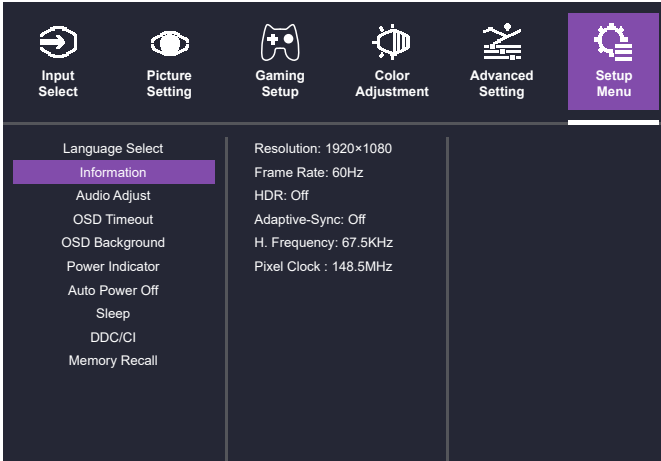 Input
Select
Picture
Setting
Gaming
Setup
Color
Adjustment
Advanced
Setting
Setup
Menu
Language Select
Information
Audio Adjust
OSD Timeout
OSD Background
Power Indicator
Auto Power Off
Sleep
DDC/CI
Memory Recall
Resolution: 1920×1080
Frame Rate: 60Hz
HDR: Off
Adaptive-Sync: Off
H. Frequency: 67.5KHz
Pixel Clock : 148.5MHz